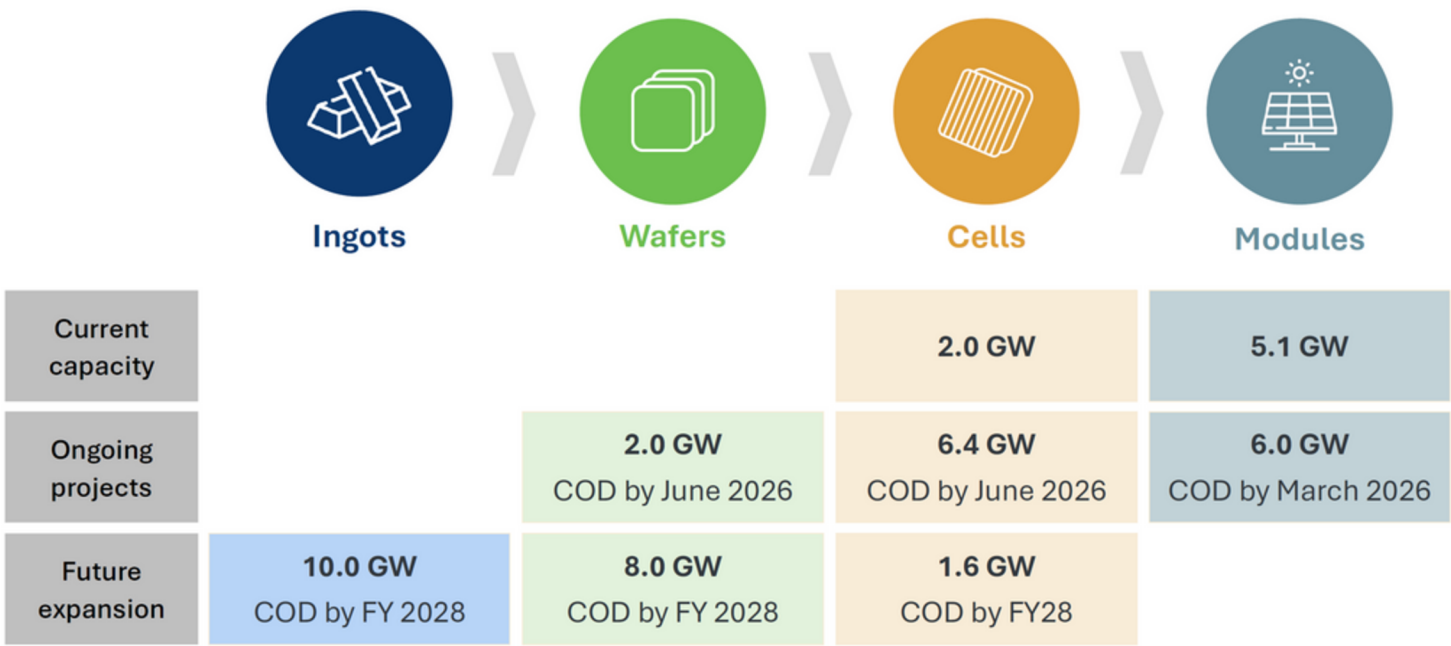 Ingots
Wafers
Cells
Modules
Current
capacity
2.0 GW
5.1 GW
Ongoing
projects
2.0 GW
COD by June 2026
6.4 GW
COD by June 2026
6.0 GW
COD by March 2026
Future
expansion
10.0 GW
COD by FY 2028
8.0 GW
COD by FY 2028
1.6 GW
COD by FY28